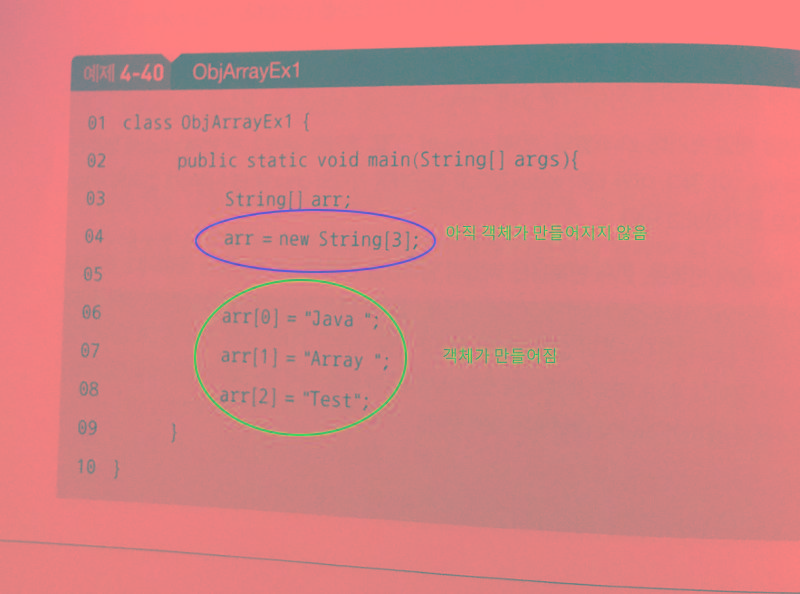 예제 4-40 ObjArrayEx1
01 class ObjArrayEx1 {
02 public static void main(String[] args){
03 String[] arr;
04 arr = new String[3]; 아직 객체가 만들어지지 않음
05
06 arr[0] = "Java ";
07 arr[1] = "Array "; 객체가 만들어짐
08 arr[2] = "Test";
09 }
10 }